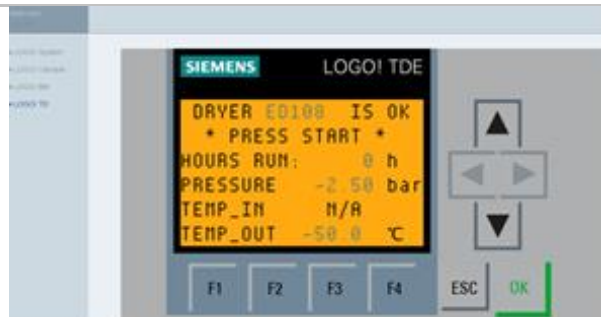 SIEMENS LOGO! TDE
DRYER ED108 IS OK
* PRESS START *
HOURS RUN: 0 h
PRESSURE -2.50 bar
TEMP_IN N/A
TEMP_OUT -50.0 °C
F1 F2 F3 F4 ESC OK